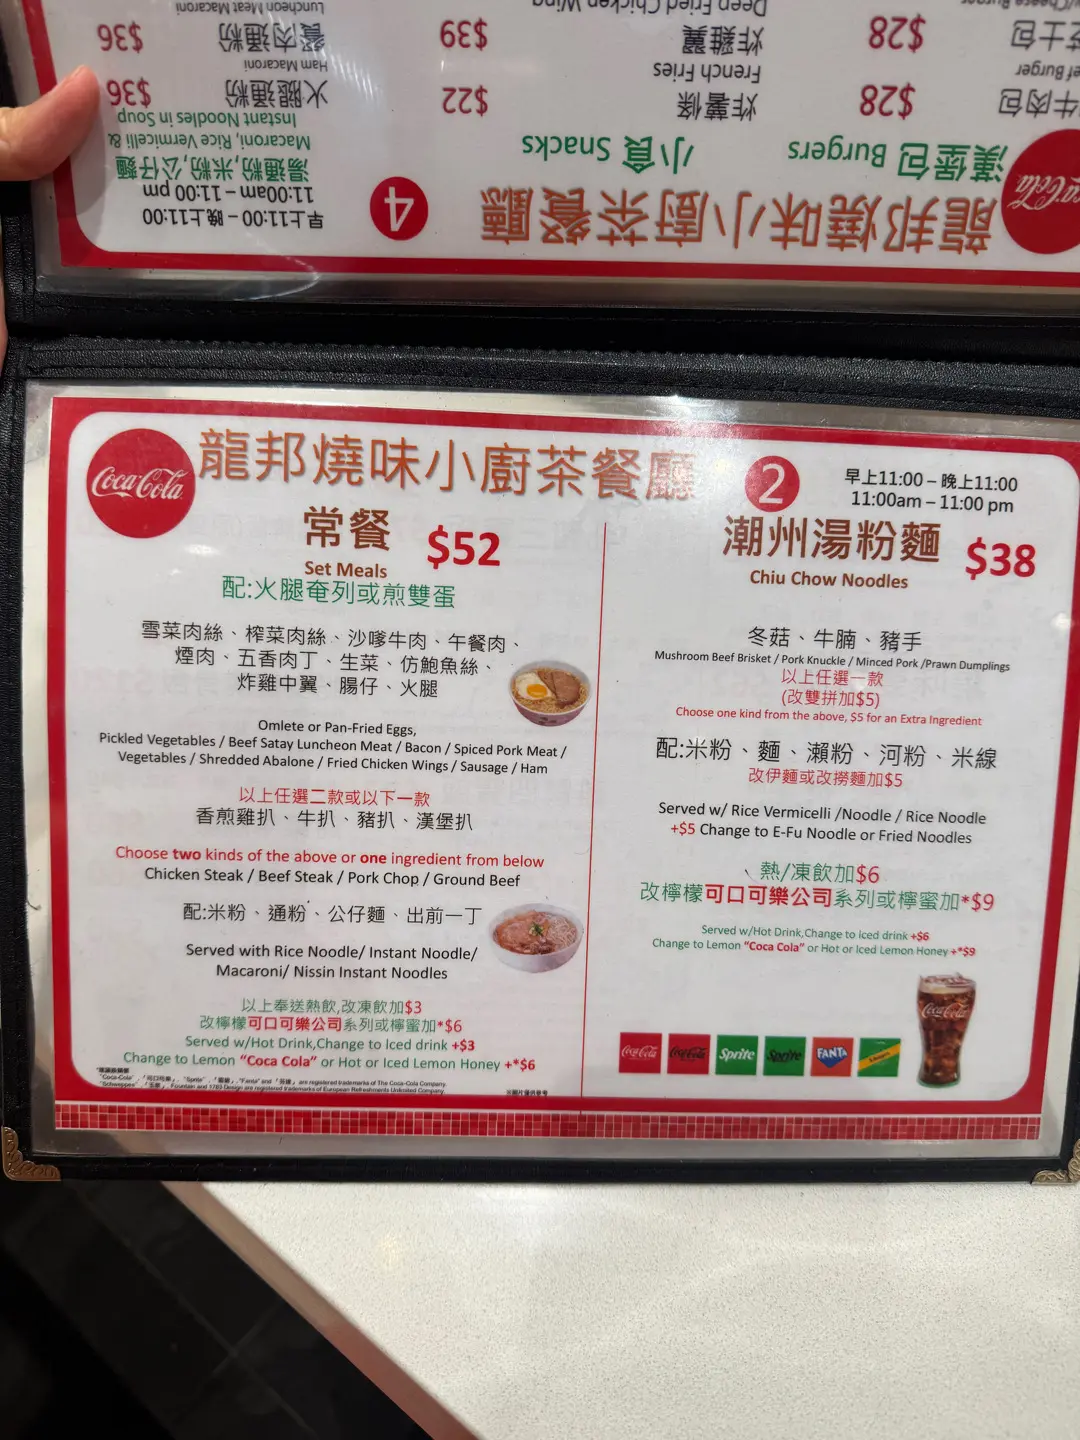 Luncheon Meat Macaroni
餐肉通粉
$36
Ham Macaroni
火腿通粉
$36
Instant Noodles in Soup
Macaroni, Rice Vermicelli &
湯通粉,米粉,公仔麵
11:00am – 11:00 pm
早上11:00 – 晚上11:00
Deep Fried Chicken Wing
炸雞翼
$39
French Fries
炸薯條
$22
小食 Snacks
4
$28
芝士包
Burger
牛肉包
$28
漢堡包 Burgers
龍邦燒味小廚茶餐廳
Coca-Cola
龍邦燒味小廚茶餐廳
2
早上11:00 – 晚上11:00
11:00am – 11:00 pm
常餐 $52
Set Meals
配:火腿奄列或煎雙蛋
雪菜肉絲、榨菜肉絲、沙嗲牛肉、午餐肉、
煙肉、五香肉丁、生菜、仿鮑魚絲、
炸雞中翼、腸仔、火腿
Omlete or Pan-Fried Eggs,
Pickled Vegetables / Beef Satay Luncheon Meat / Bacon / Spiced Pork Meat /
Vegetables / Shredded Abalone / Fried Chicken Wings / Sausage / Ham
以上任選二款或以下一款
香煎雞扒、牛扒、豬扒、漢堡扒
Choose two kinds of the above or one ingredient from below
Chicken Steak / Beef Steak / Pork Chop / Ground Beef
配:米粉、通粉、公仔麵、出前一丁
Served with Rice Noodle/ Instant Noodle/
Macaroni/ Nissin Instant Noodles
以上奉送熱飲,改凍飲加$3
改檸檬可口可樂公司系列或檸蜜加*$6
Served w/Hot Drink,Change to Iced drink +$3
Change to Lemon "Coca Cola" or Hot or Iced Lemon Honey +*$6
※圖片僅供參考
潮州湯粉麵 $38
Chiu Chow Noodles
冬菇、牛腩、豬手
Mushroom Beef Brisket / Pork Knuckle / Minced Pork /Prawn Dumplings
以上任選一款
(改雙拼加$5)
Choose one kind from the above, $5 for an Extra Ingredient
配:米粉、麵、瀨粉、河粉、米線
改伊麵或改撈麵加$5
Served w/ Rice Vermicelli /Noodle / Rice Noodle
+$5 Change to E-Fu Noodle or Fried Noodles
熱/凍飲加$6
改檸檬可口可樂公司系列或檸蜜加*$9
Served w/Hot Drink,Change to Iced drink +$6
Change to Lemon "Coca Cola" or Hot or Iced Lemon Honey +*$9
Coca-Cola
Coca-Cola
Coca-Cola
Sprite
Sprite
FANTA